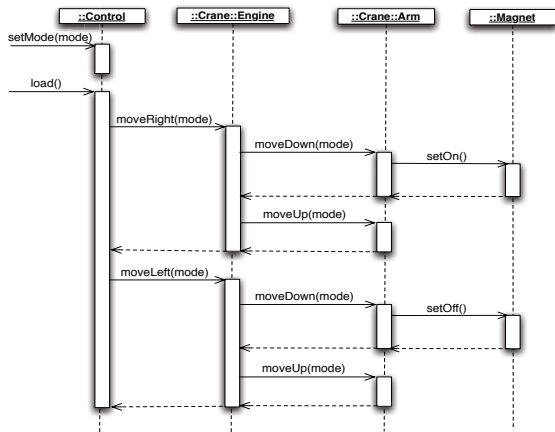 ::Control
::Crane::Engine
::Crane::Arm
::Magnet
setMode(mode)
load()
moveRight(mode)
moveDown(mode)
setOn()
moveUp(mode)
moveLeft(mode)
moveDown(mode)
setOff()
moveUp(mode)